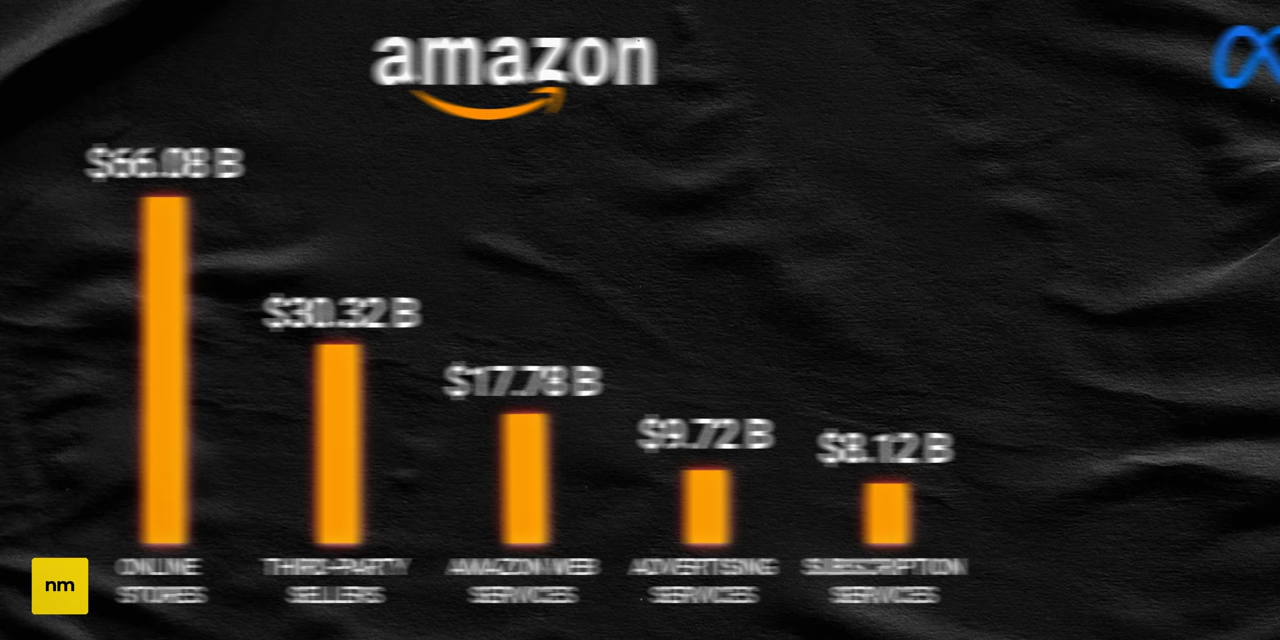 amazon
$66.08 B
$30.32 B
$17.78 B
$9.72 B
$8.12 B
ONLINE
STORES
THIRD-PARTY
SELLERS
AMAZON WEB
SERVICES
ADVERTISING
SERVICES
SUBSCRIPTION
SERVICES
nm